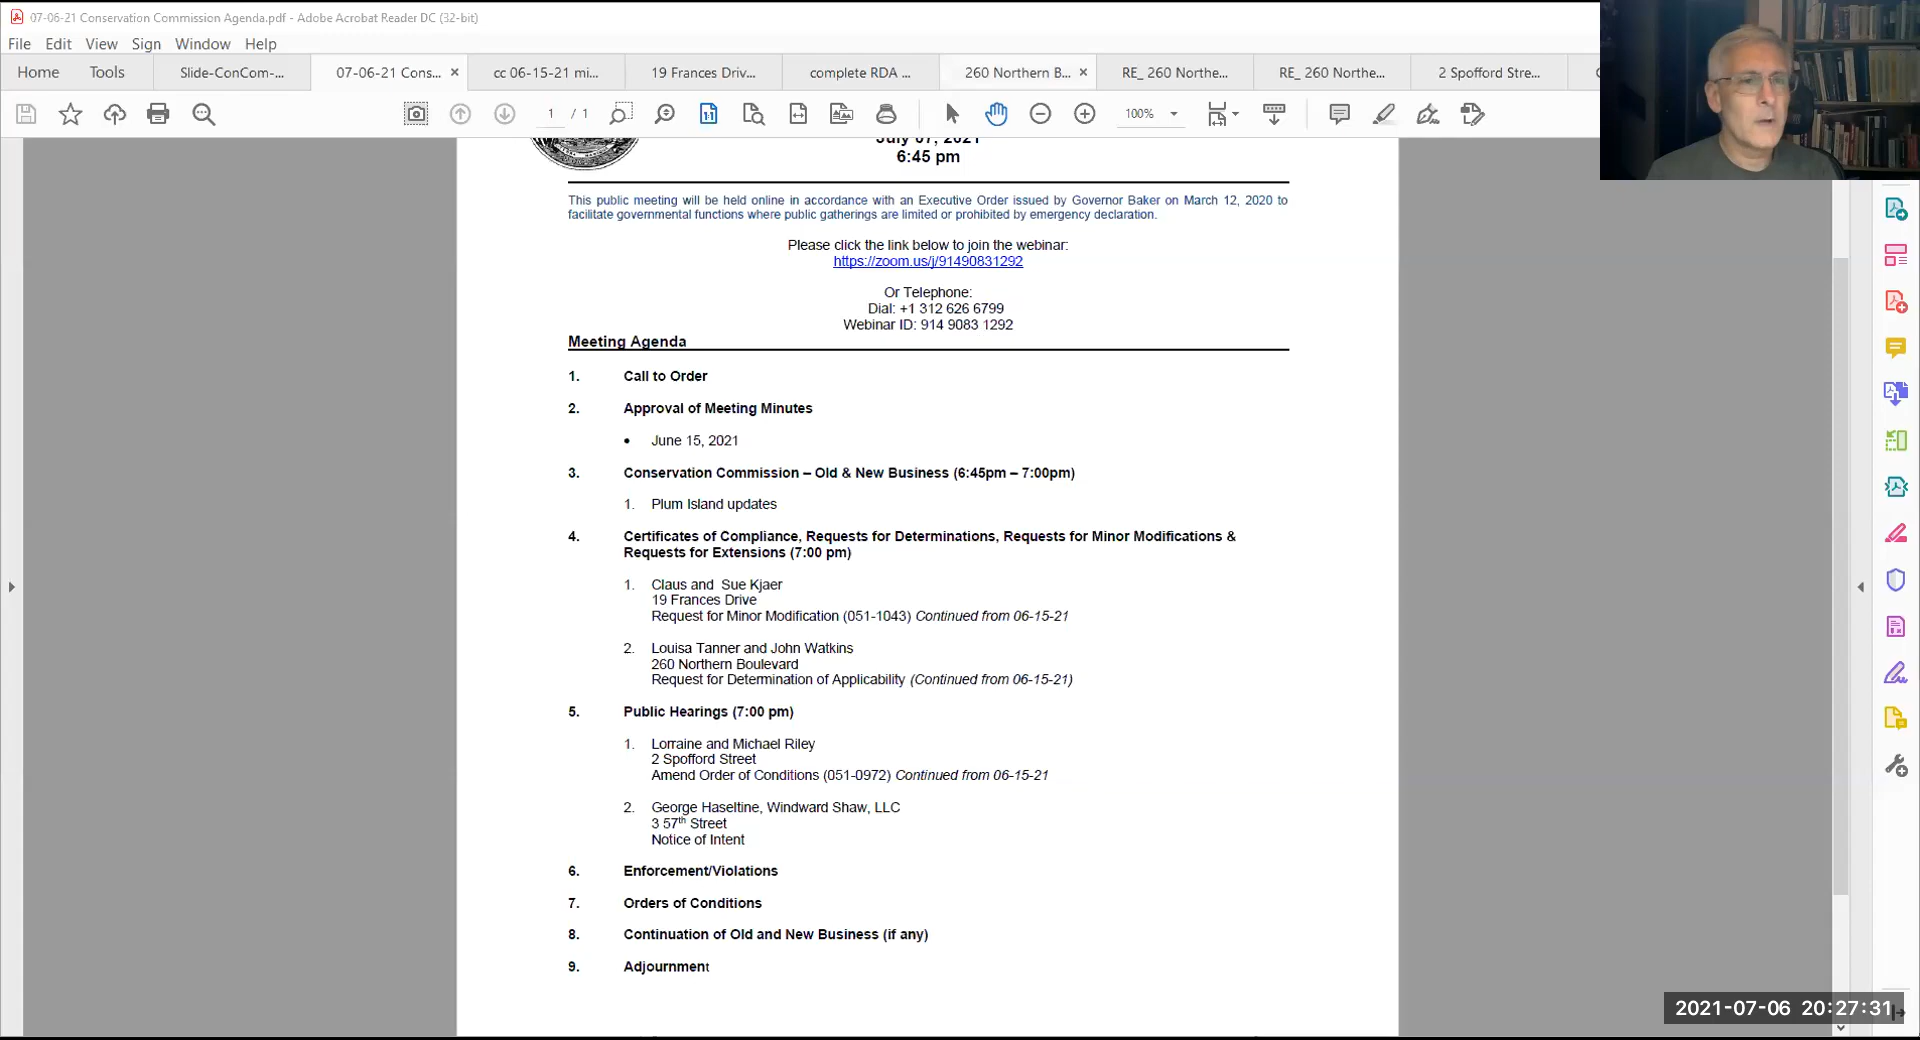 07-06-21 Conservation Commission Agenda.pdf - Adobe Acrobat Reader DC (32-bit)
File Edit View Sign Window Help
Home Tools Slide-ConCom-... 07-06-21 Cons... × cc 06-15-21 mi... 19 Frances Driv... complete RDA ... 260 Northern B... × RE_ 260 Northe... RE_ 260 Northe... 2 Spofford Stre...
1 / 1 100%
July 07, 2021
6:45 pm
This public meeting will be held online in accordance with an Executive Order issued by Governor Baker on March 12, 2020 to
facilitate governmental functions where public gatherings are limited or prohibited by emergency declaration.
Please click the link below to join the webinar:
https://zoom.us/j/91490831292
Or Telephone:
Dial: +1 312 626 6799
Webinar ID: 914 9083 1292
Meeting Agenda
1. Call to Order
2. Approval of Meeting Minutes
• June 15, 2021
3. Conservation Commission – Old & New Business (6:45pm – 7:00pm)
1. Plum Island updates
4. Certificates of Compliance, Requests for Determinations, Requests for Minor Modifications &
Requests for Extensions (7:00 pm)
1. Claus and Sue Kjaer
19 Frances Drive
Request for Minor Modification (051-1043) Continued from 06-15-21
2. Louisa Tanner and John Watkins
260 Northern Boulevard
Request for Determination of Applicability (Continued from 06-15-21)
5. Public Hearings (7:00 pm)
1. Lorraine and Michael Riley
2 Spofford Street
Amend Order of Conditions (051-0972) Continued from 06-15-21
2. George Haseltine, Windward Shaw, LLC
3 57th Street
Notice of Intent
6. Enforcement/Violations
7. Orders of Conditions
8. Continuation of Old and New Business (if any)
9. Adjournment
2021-07-06 20:27:31